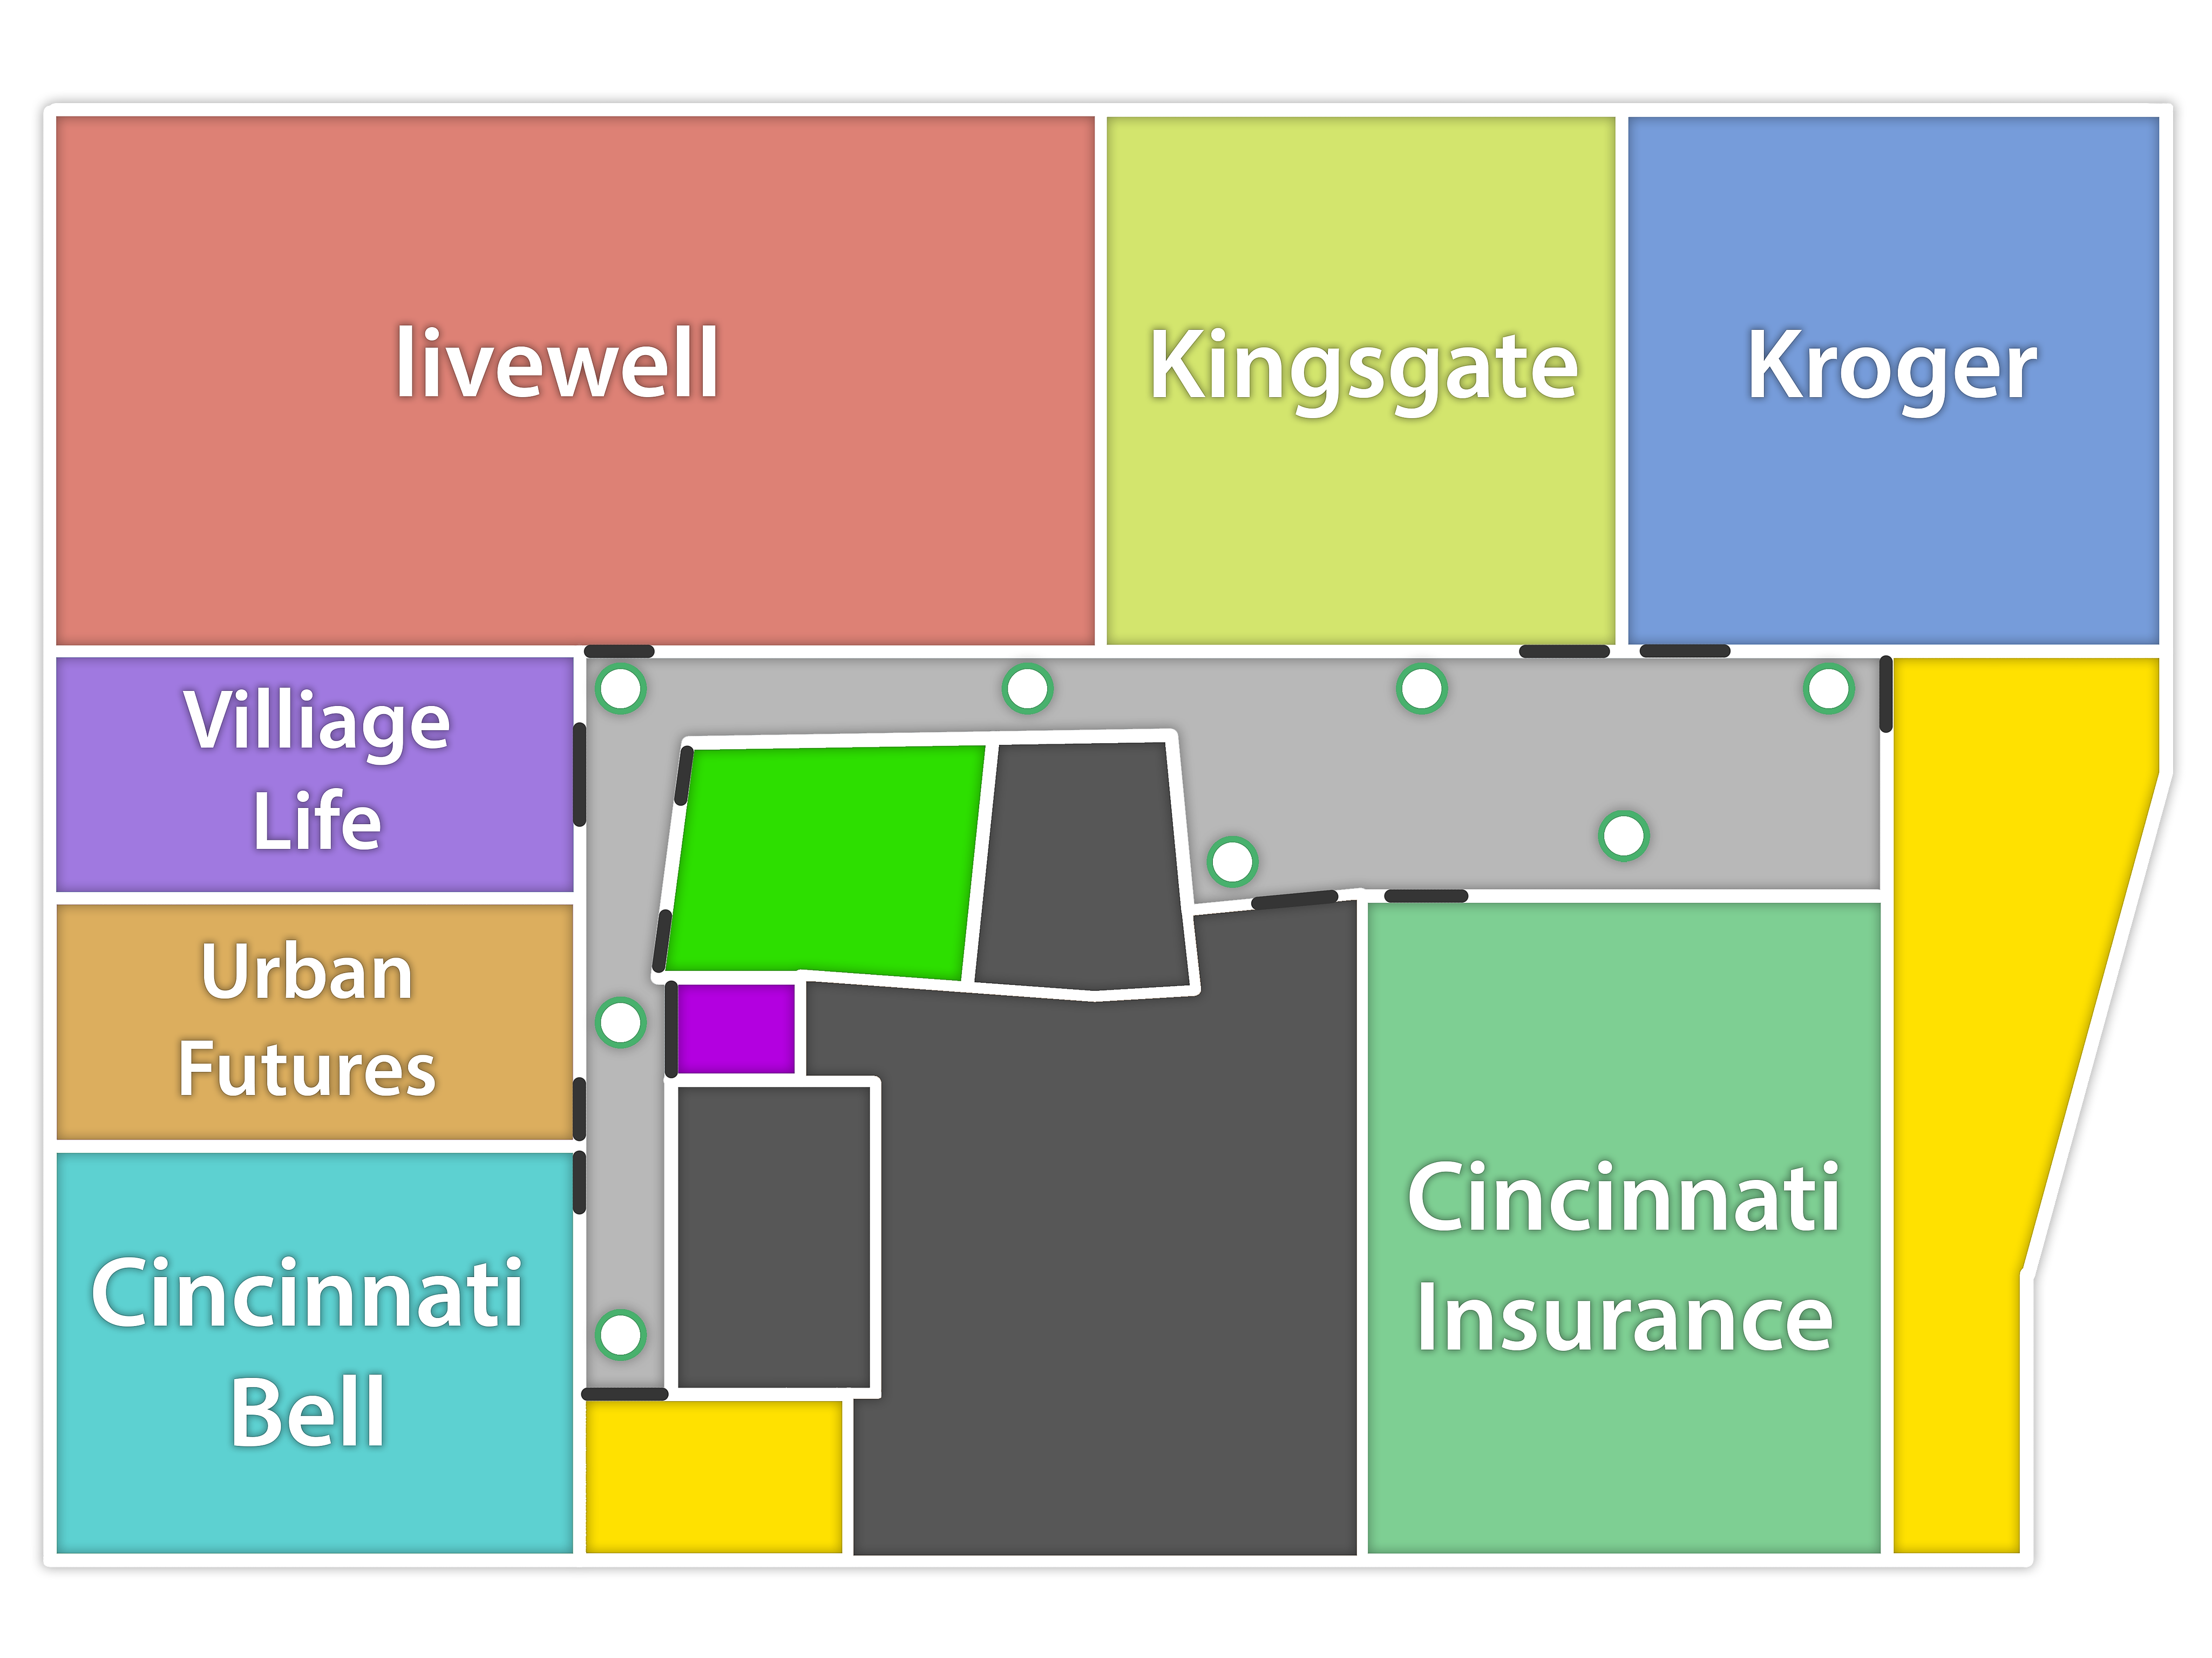 livewell
Kingsgate
Kroger
Villiage
Life
Urban
Futures
Cincinnati
Bell
Cincinnati
Insurance